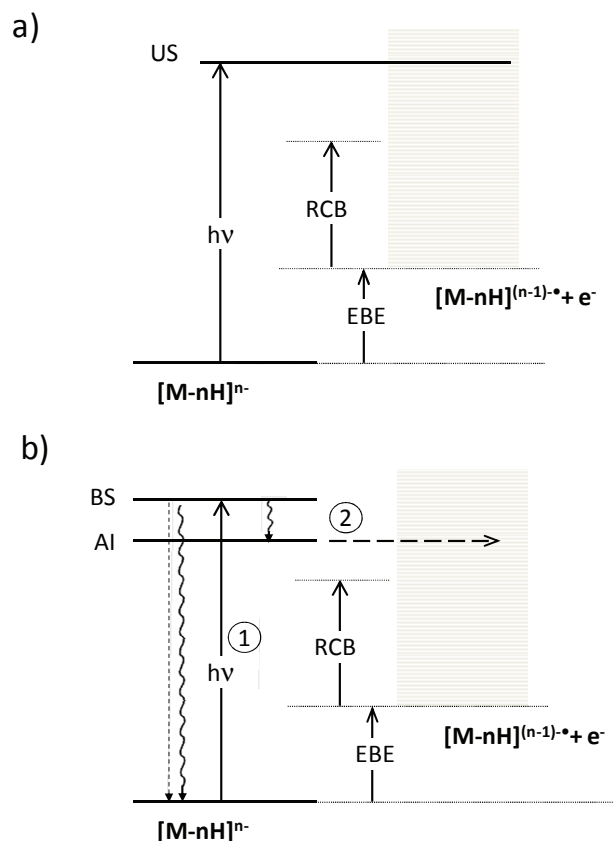 a)
US
RCB
hν
[M-nH]⁽ⁿ⁻¹⁾⁻• + e⁻
EBE
[M-nH]ⁿ⁻
b)
BS
2
AI
1
RCB
hν
[M-nH]⁽ⁿ⁻¹⁾⁻• + e⁻
EBE
[M-nH]ⁿ⁻